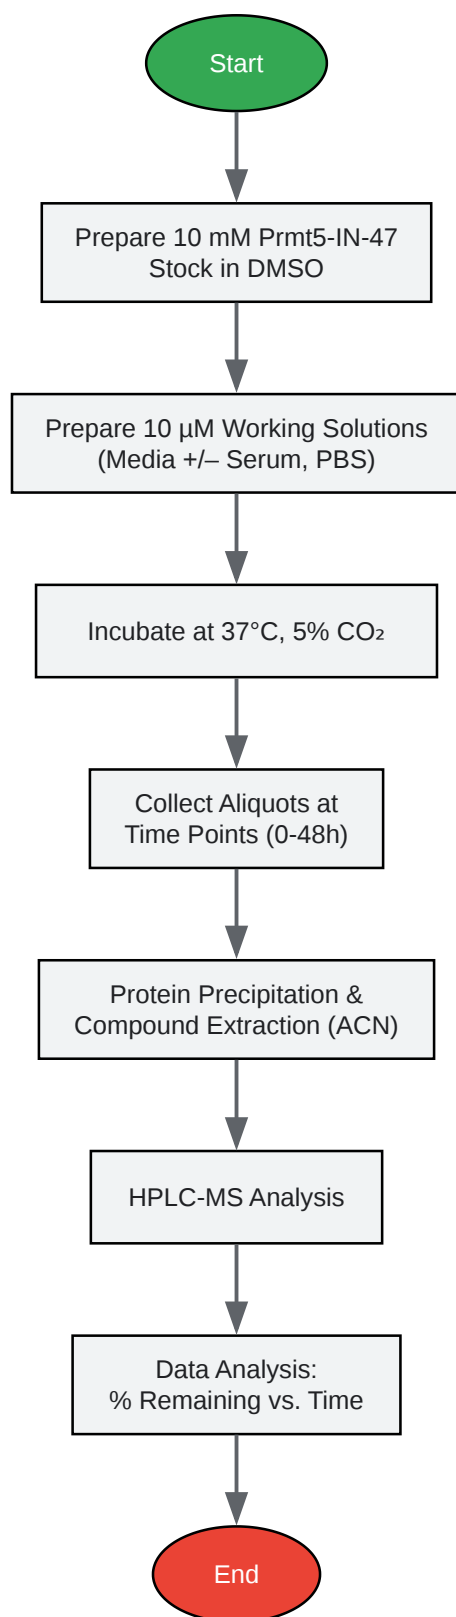 Start
Prepare 10 mM Prmt5-IN-47
Stock in DMSO
Prepare 10 µM Working Solutions
(Media +/– Serum, PBS)
Incubate at 37°C, 5% CO₂
Collect Aliquots at
Time Points (0-48h)
Protein Precipitation &
Compound Extraction (ACN)
HPLC-MS Analysis
Data Analysis:
% Remaining vs. Time
End